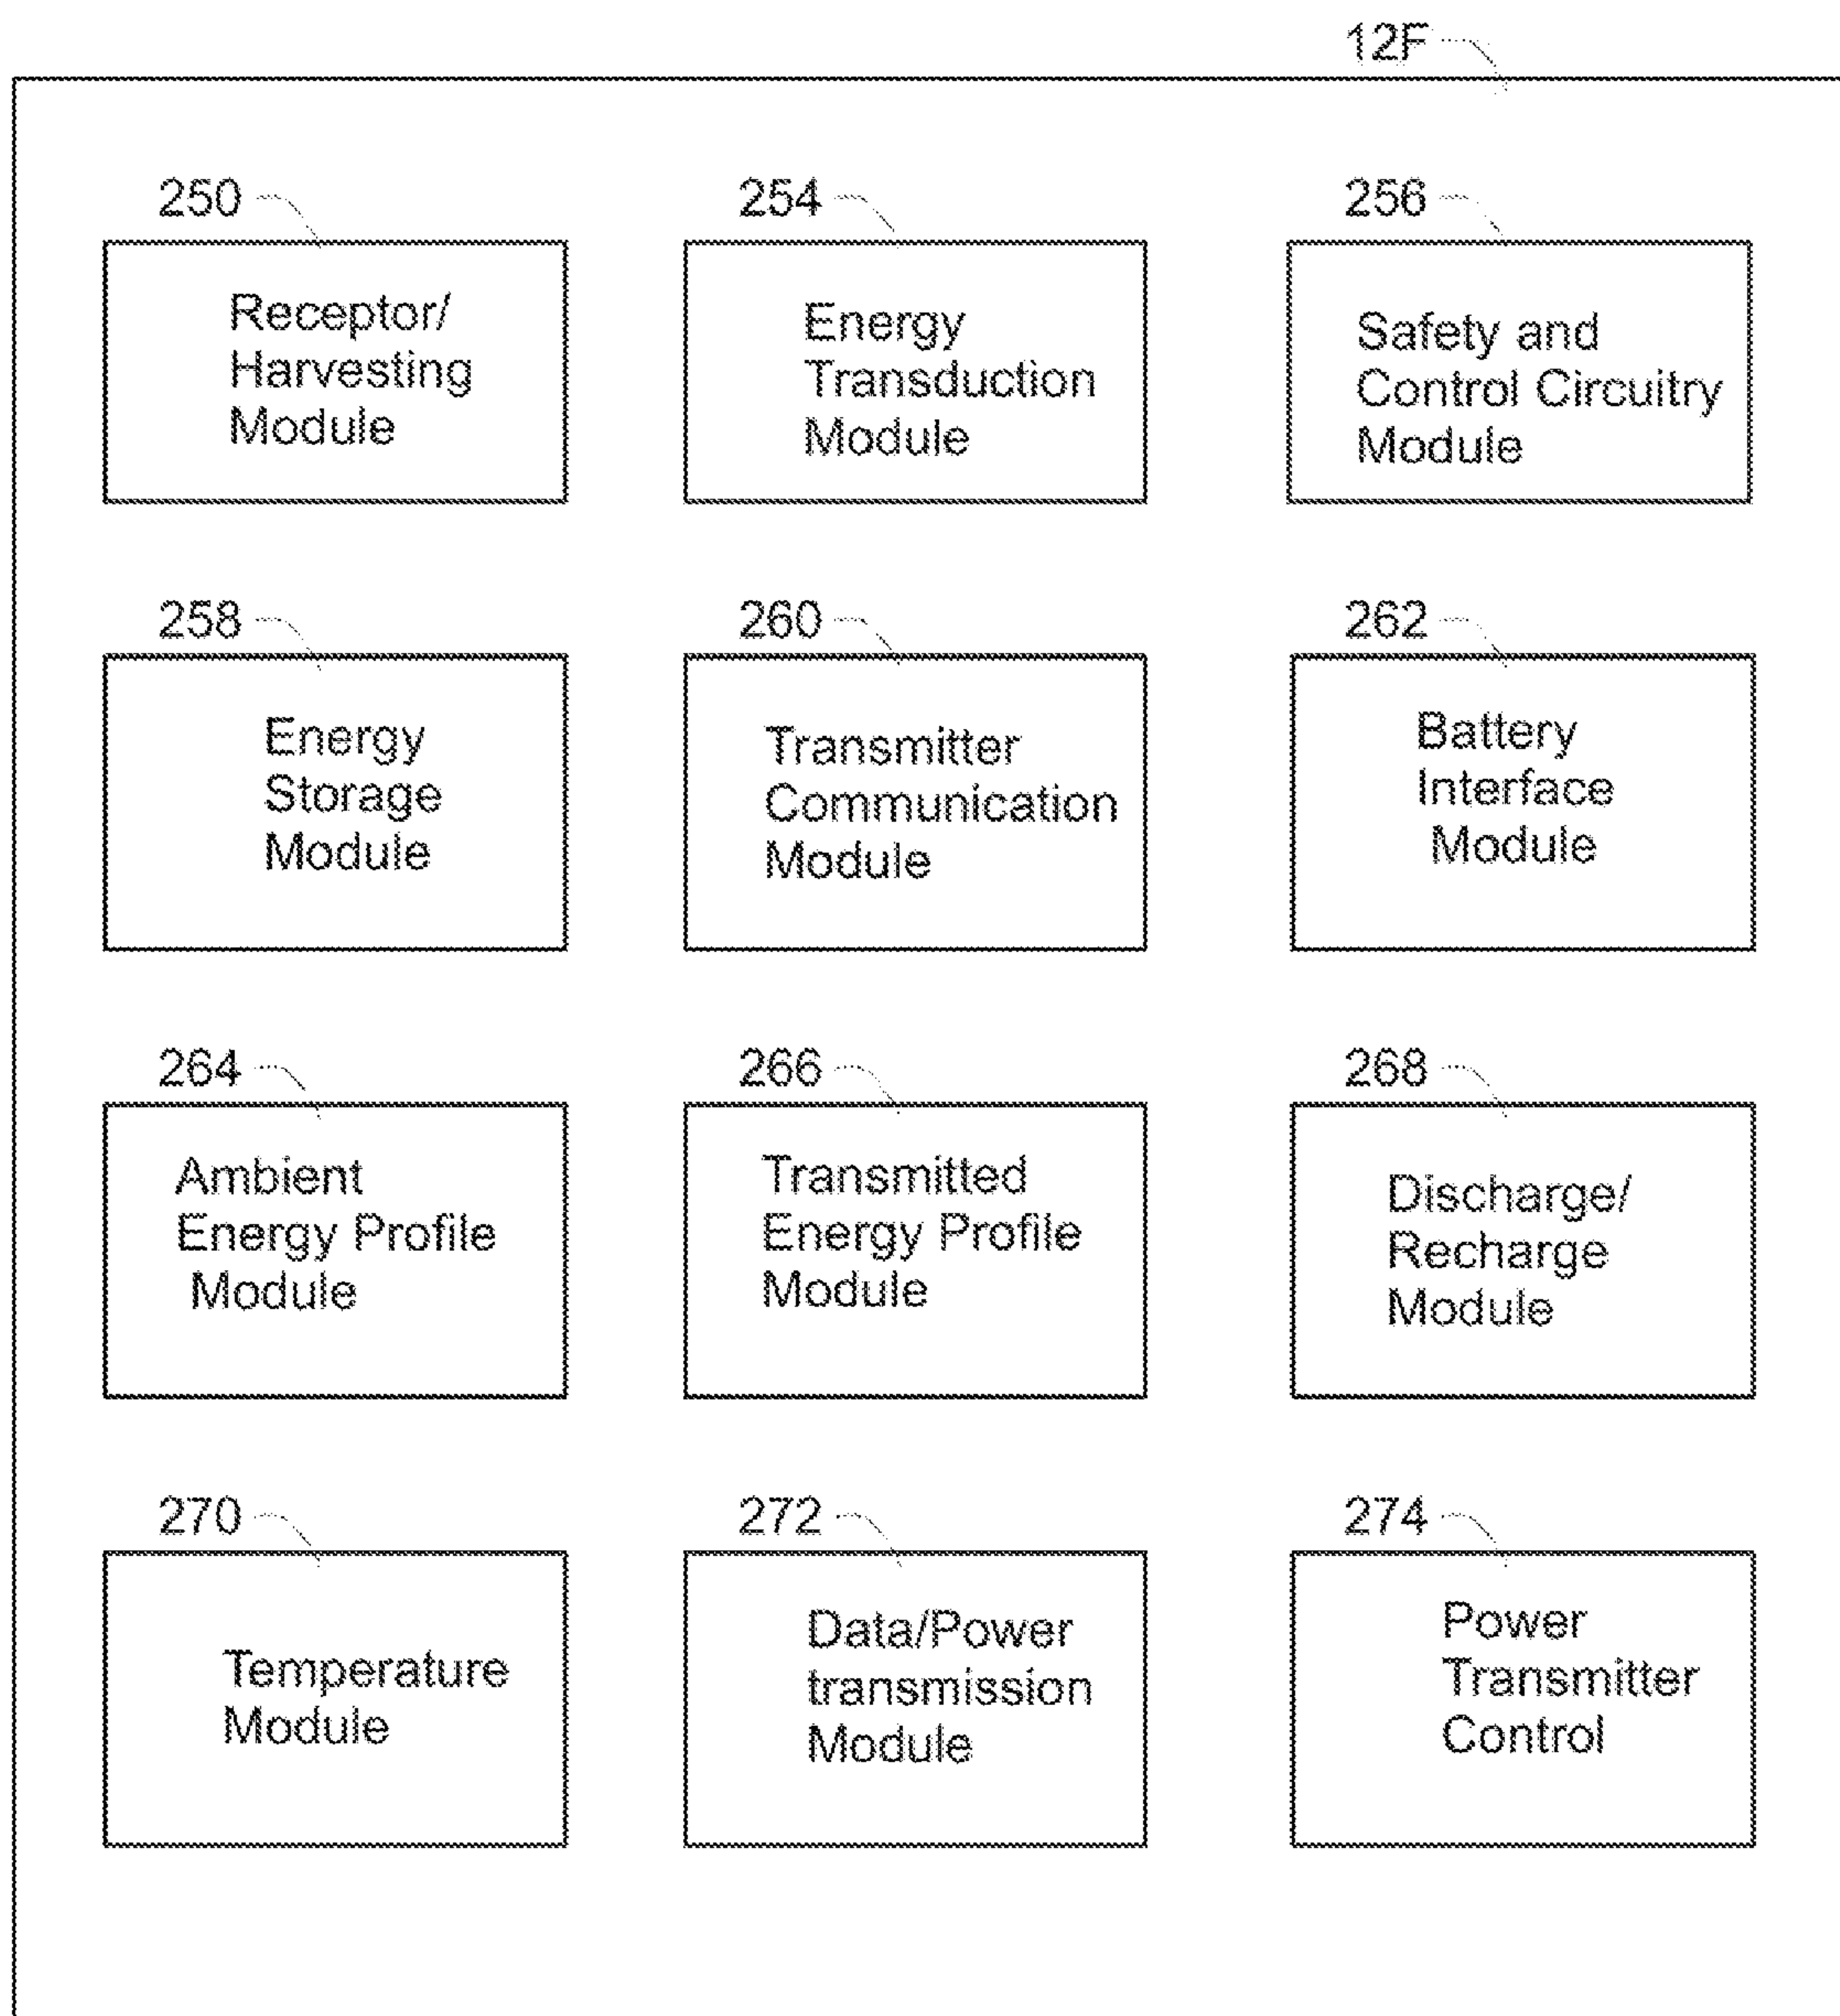 12F
250
Receptor/
Harvesting
Module
254
Energy
Transduction
Module
256
Safety and
Control Circuitry
Module
258
Energy
Storage
Module
260
Transmitter
Communication
Module
262
Battery
Interface
Module
264
Ambient
Energy Profile
Module
266
Transmitted
Energy Profile
Module
268
Discharge/
Recharge
Module
270
Temperature
Module
272
Data/Power
transmission
Module
274
Power
Transmitter
Control